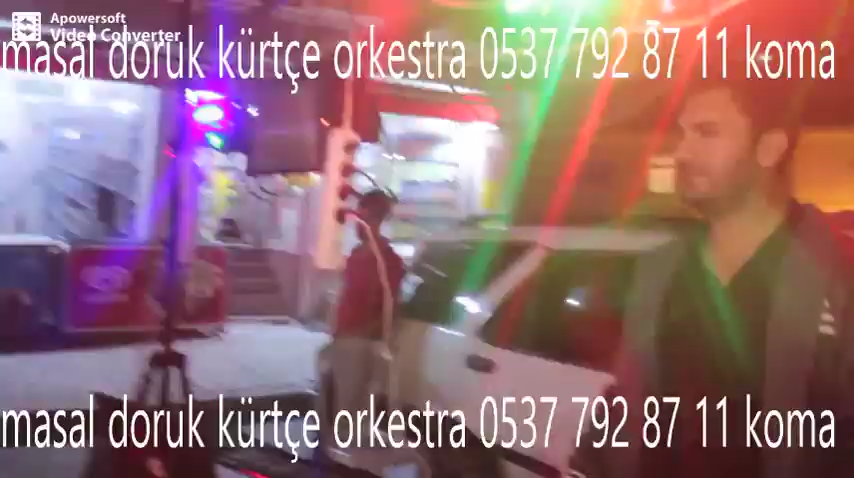 Apowersoft
Video Converter
masal doruk kürtçe orkestra 0537 792 87 11 koma
masal doruk kürtçe orkestra 0537 792 87 11 koma